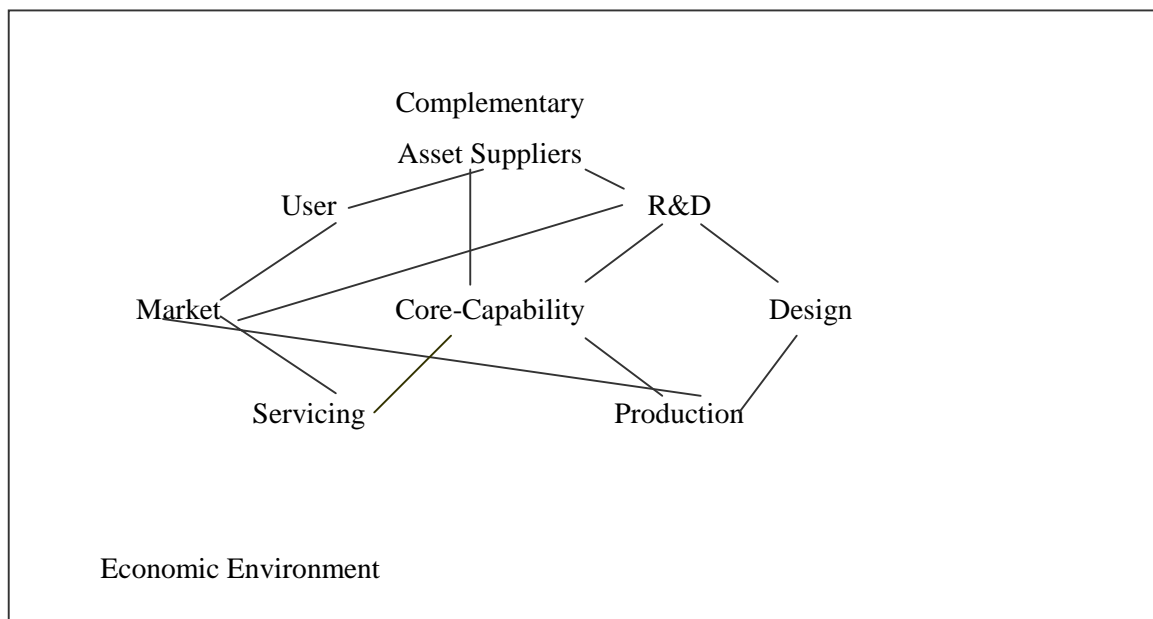 Complementary
Asset Suppliers
User R&D
Market Core-Capability Design
Servicing Production
Economic Environment